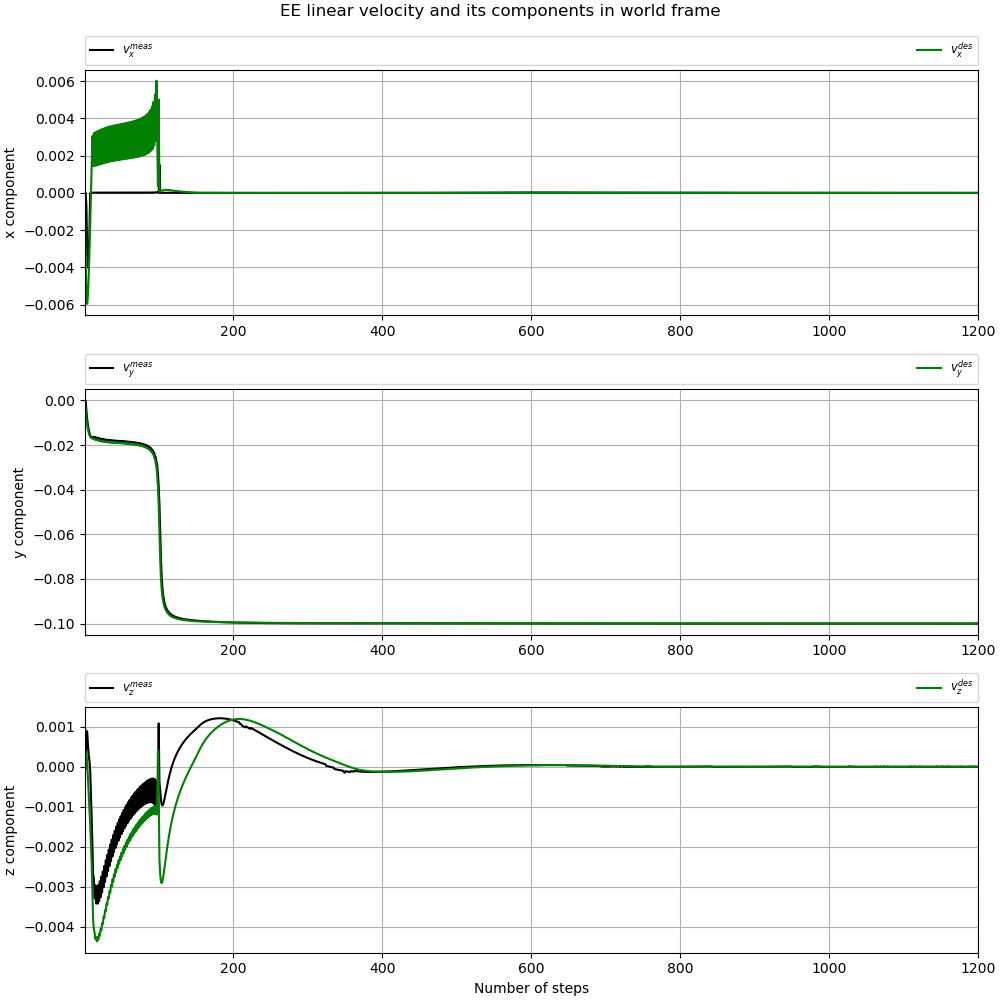 EE linear velocity and its components in world frame
v_x^{meas} v_x^{des}
0.006
0.004
0.002
0.000
−0.002
−0.004
−0.006
x component
200 400 600 800 1000 1200
v_y^{meas} v_y^{des}
0.00
−0.02
−0.04
−0.06
−0.08
−0.10
y component
200 400 600 800 1000 1200
v_z^{meas} v_z^{des}
0.001
0.000
−0.001
−0.002
−0.003
−0.004
z component
200 400 600 800 1000 1200
Number of steps